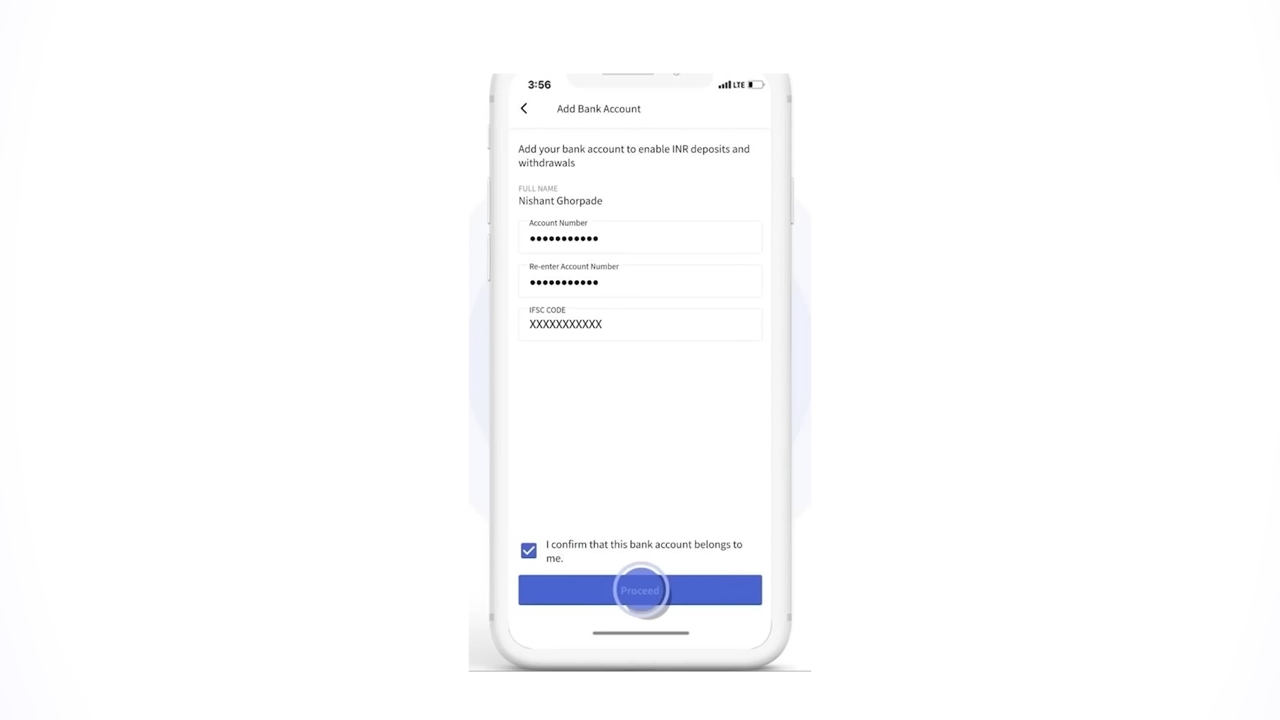 3:56
LTE
Add Bank Account
Add your bank account to enable INR deposits and
withdrawals
FULL NAME
Nishant Ghorpade
Account Number
•••••••••••
Re-enter Account Number
•••••••••••
IFSC CODE
XXXXXXXXXXX
I confirm that this bank account belongs to
me.
Proceed